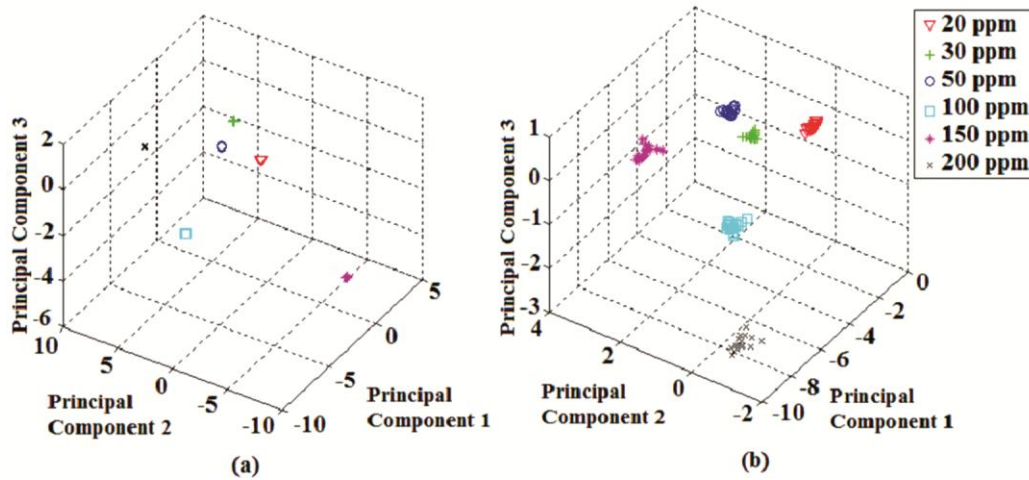 2
0
-2
-4
-6
10
5
0
-5
-10
-10
-5
0
5
Principal Component 3
Principal
Component 2
Principal
Component 1
(a)
1
0
-1
-2
-3
4
2
0
-2
-10
-8
-6
-4
-2
0
Principal Component 3
Principal
Component 2
Principal
Component 1
(b)
20 ppm
30 ppm
50 ppm
100 ppm
150 ppm
200 ppm